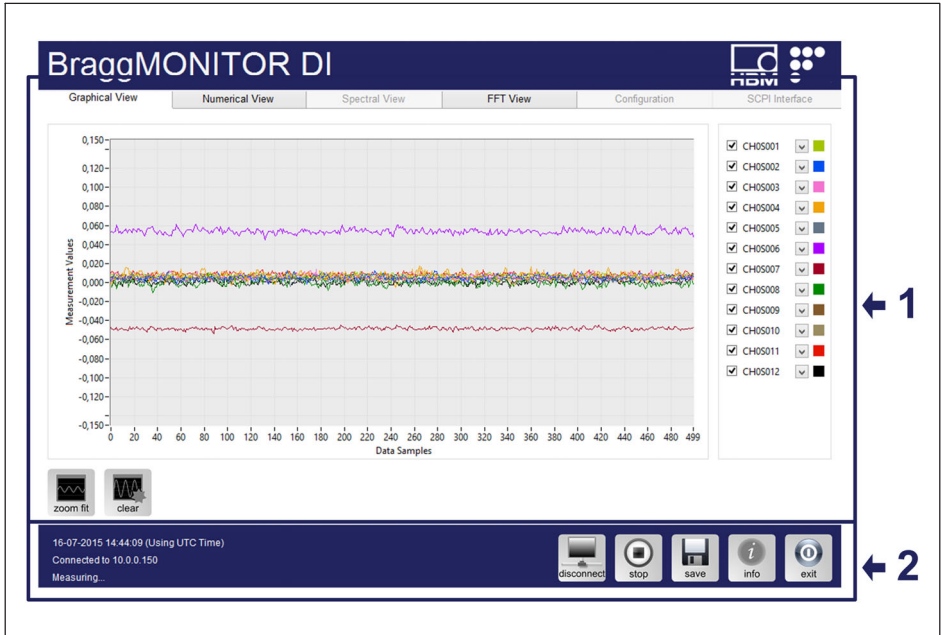 BraggMONITOR DI
HBM
Graphical View
Numerical View
Spectral View
FFT View
Configuration
SCPI Interface
Measurement Values
0,150
0,120
0,100
0,080
0,060
0,040
0,020
0,000
-0,020
-0,040
-0,060
-0,080
-0,100
-0,120
-0,150
0 20 40 60 80 100 120 140 160 180 200 220 240 260 280 300 320 340 360 380 400 420 440 460 480 499
Data Samples
CH0S001
CH0S002
CH0S003
CH0S004
CH0S005
CH0S006
CH0S007
CH0S008
CH0S009
CH0S010
CH0S011
CH0S012
1
zoom fit
clear
16-07-2015 14:44:09 (Using UTC Time)
Connected to 10.0.0.150
Measuring...
disconnect
stop
save
info
exit
2